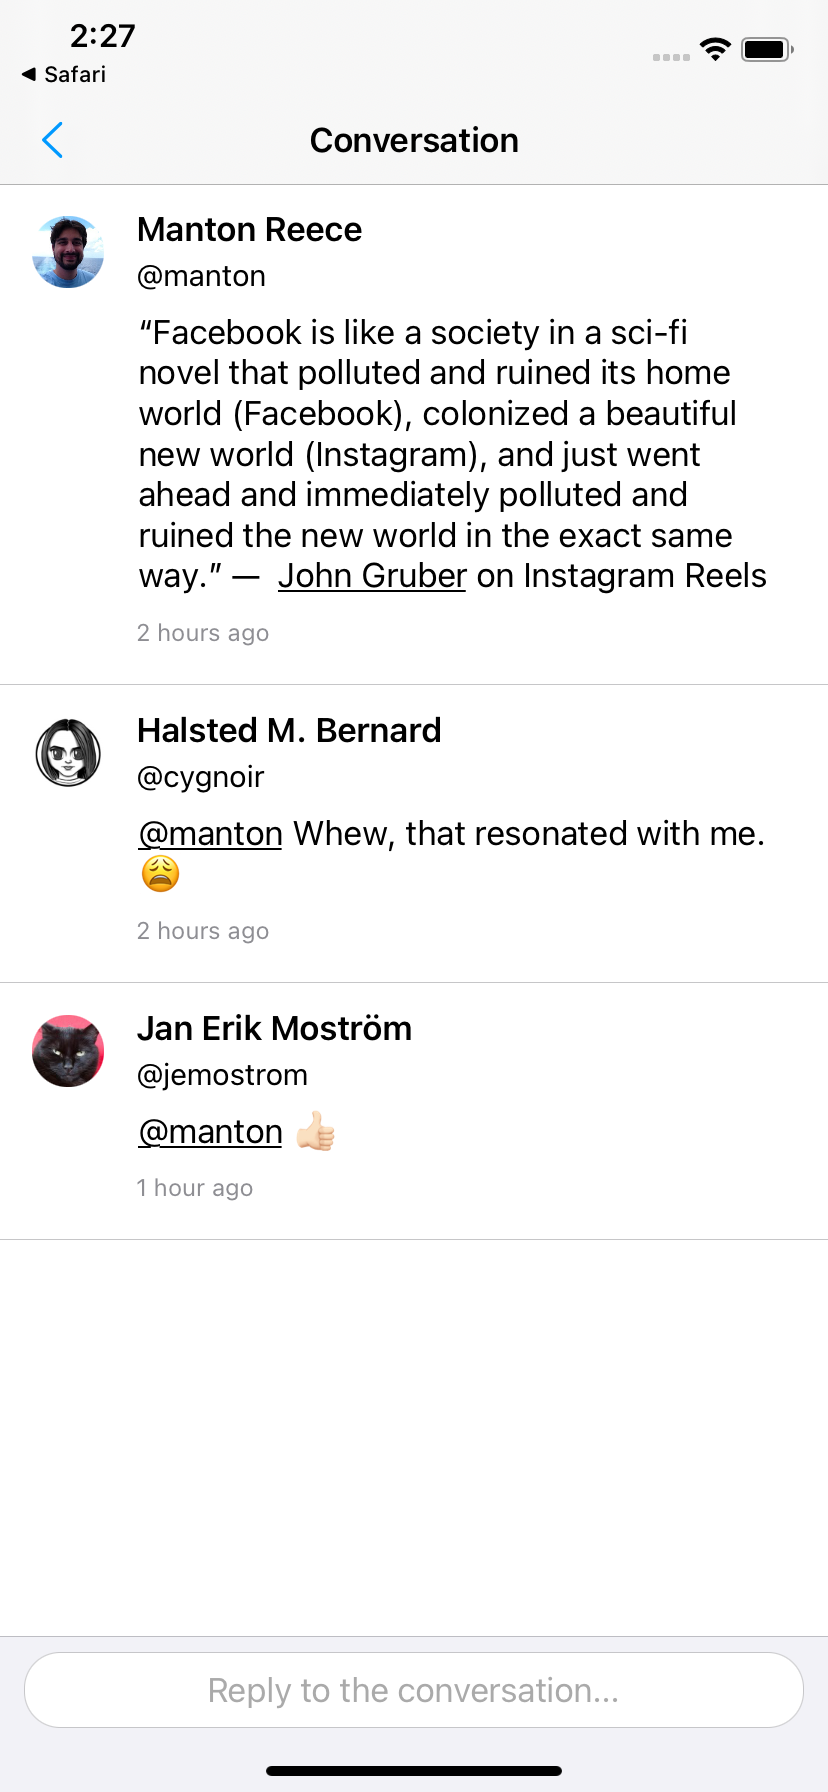 2:27
◀ Safari
Conversation
Manton Reece
@manton
“Facebook is like a society in a sci-fi
novel that polluted and ruined its home
world (Facebook), colonized a beautiful
new world (Instagram), and just went
ahead and immediately polluted and
ruined the new world in the exact same
way.” — John Gruber on Instagram Reels
2 hours ago
Halsted M. Bernard
@cygnoir
@manton Whew, that resonated with me.
😩
2 hours ago
Jan Erik Moström
@jemostrom
@manton 👍🏻
1 hour ago
Reply to the conversation...